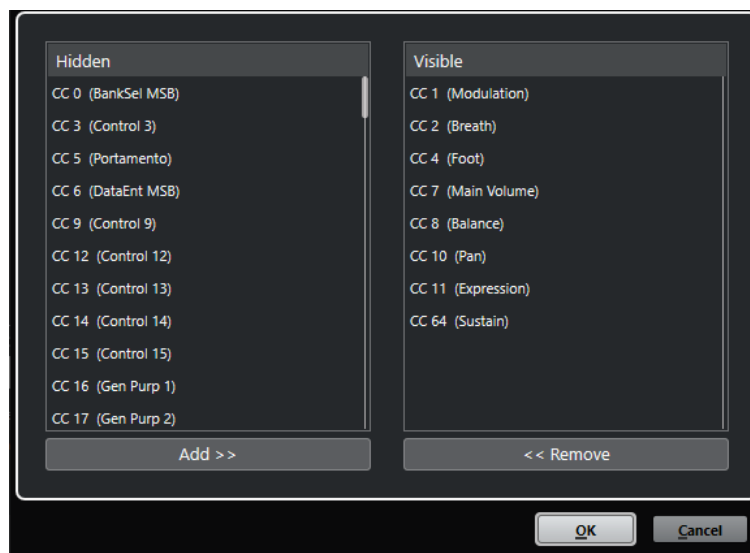 Hidden
CC 0 (BankSel MSB)
CC 3 (Control 3)
CC 5 (Portamento)
CC 6 (DataEnt MSB)
CC 9 (Control 9)
CC 12 (Control 12)
CC 13 (Control 13)
CC 14 (Control 14)
CC 15 (Control 15)
CC 16 (Gen Purp 1)
CC 17 (Gen Purp 2)
Add >>
Visible
CC 1 (Modulation)
CC 2 (Breath)
CC 4 (Foot)
CC 7 (Main Volume)
CC 8 (Balance)
CC 10 (Pan)
CC 11 (Expression)
CC 64 (Sustain)
<< Remove
OK
Cancel